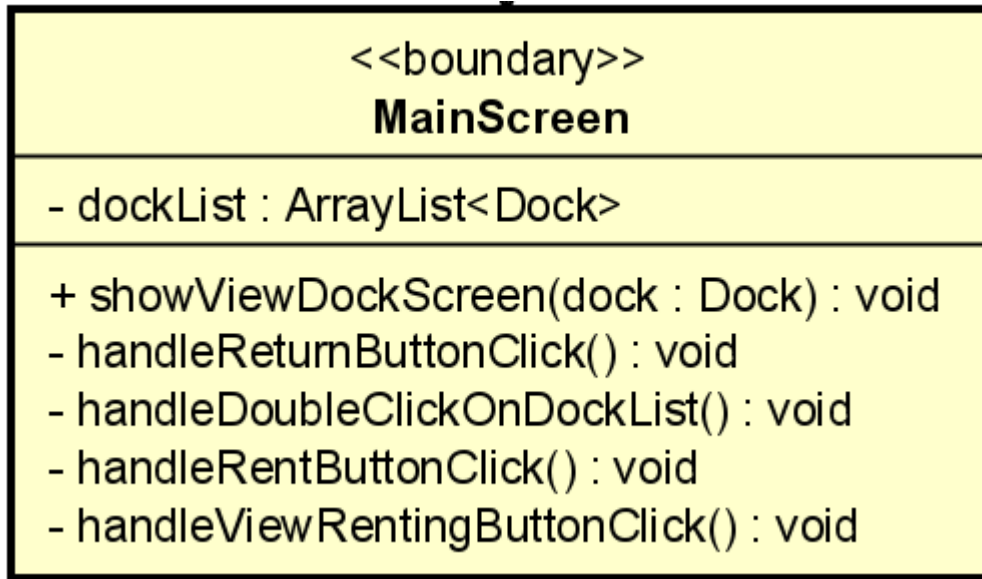 <<boundary>>
MainScreen
- dockList : ArrayList<Dock>
+ showViewDockScreen(dock : Dock) : void
- handleReturnButtonClick() : void
- handleDoubleClickOnDockList() : void
- handleRentButtonClick() : void
- handleViewRentingButtonClick() : void